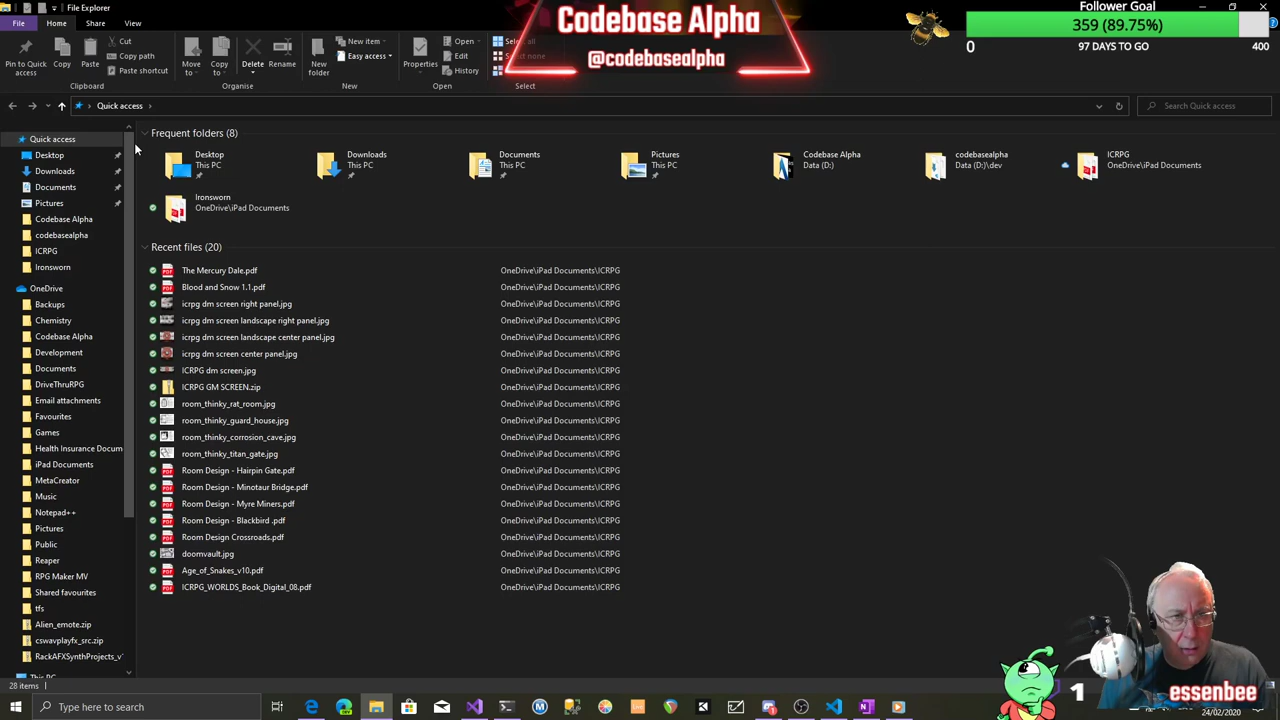 File Explorer
File
Home
Share
View
Pin to Quick access
Copy
Paste
Cut
Copy path
Paste shortcut
Clipboard
Move to
Copy to
Delete
Rename
Organise
New folder
New item
Easy access
New
Properties
Open
Edit
History
Open
Select all
Select none
Select
Codebase Alpha
@codebasealpha
Follower Goal
359 (89.75%)
0
97 DAYS TO GO
400
Quick access
Search Quick access
Quick access
Desktop
Downloads
Documents
Pictures
Codebase Alpha
codebasealpha
ICRPG
Ironsworn
OneDrive
Backups
Chemistry
Codebase Alpha
Development
Documents
DriveThruRPG
Email attachments
Favourites
Games
Health Insurance Docum
iPad Documents
MetaCreator
Music
Notepad++
Pictures
Public
Reaper
RPG Maker MV
Shared favourites
tfs
Alien_emote.zip
cswavplayfx_src.zip
RackAFXSynthProjects_v
Frequent folders (8)
Desktop
This PC
Downloads
This PC
Documents
This PC
Pictures
This PC
Codebase Alpha
Data (D:)
codebasealpha
Data (D:)\dev
ICRPG
OneDrive\iPad Documents
Ironsworn
OneDrive\iPad Documents
Recent files (20)
The Mercury Dale.pdf OneDrive\iPad Documents\ICRPG
Blood and Snow 1.1.pdf OneDrive\iPad Documents\ICRPG
icrpg dm screen right panel.jpg OneDrive\iPad Documents\ICRPG
icrpg dm screen landscape right panel.jpg OneDrive\iPad Documents\ICRPG
icrpg dm screen landscape center panel.jpg OneDrive\iPad Documents\ICRPG
icrpg dm screen center panel.jpg OneDrive\iPad Documents\ICRPG
ICRPG dm screen.jpg OneDrive\iPad Documents\ICRPG
ICRPG GM SCREEN.zip OneDrive\iPad Documents\ICRPG
room_thinky_rat_room.jpg OneDrive\iPad Documents\ICRPG
room_thinky_guard_house.jpg OneDrive\iPad Documents\ICRPG
room_thinky_corrosion_cave.jpg OneDrive\iPad Documents\ICRPG
room_thinky_titan_gate.jpg OneDrive\iPad Documents\ICRPG
Room Design - Hairpin Gate.pdf OneDrive\iPad Documents\ICRPG
Room Design - Minotaur Bridge.pdf OneDrive\iPad Documents\ICRPG
Room Design - Myre Miners.pdf OneDrive\iPad Documents\ICRPG
Room Design - Blackbird .pdf OneDrive\iPad Documents\ICRPG
Room Design Crossroads.pdf OneDrive\iPad Documents\ICRPG
doomvault.jpg OneDrive\iPad Documents\ICRPG
Age_of_Snakes_v10.pdf OneDrive\iPad Documents\ICRPG
ICRPG_WORLDS_Book_Digital_08.pdf OneDrive\iPad Documents\ICRPG
28 items
1
essenbee
Type here to search
24/02/2020